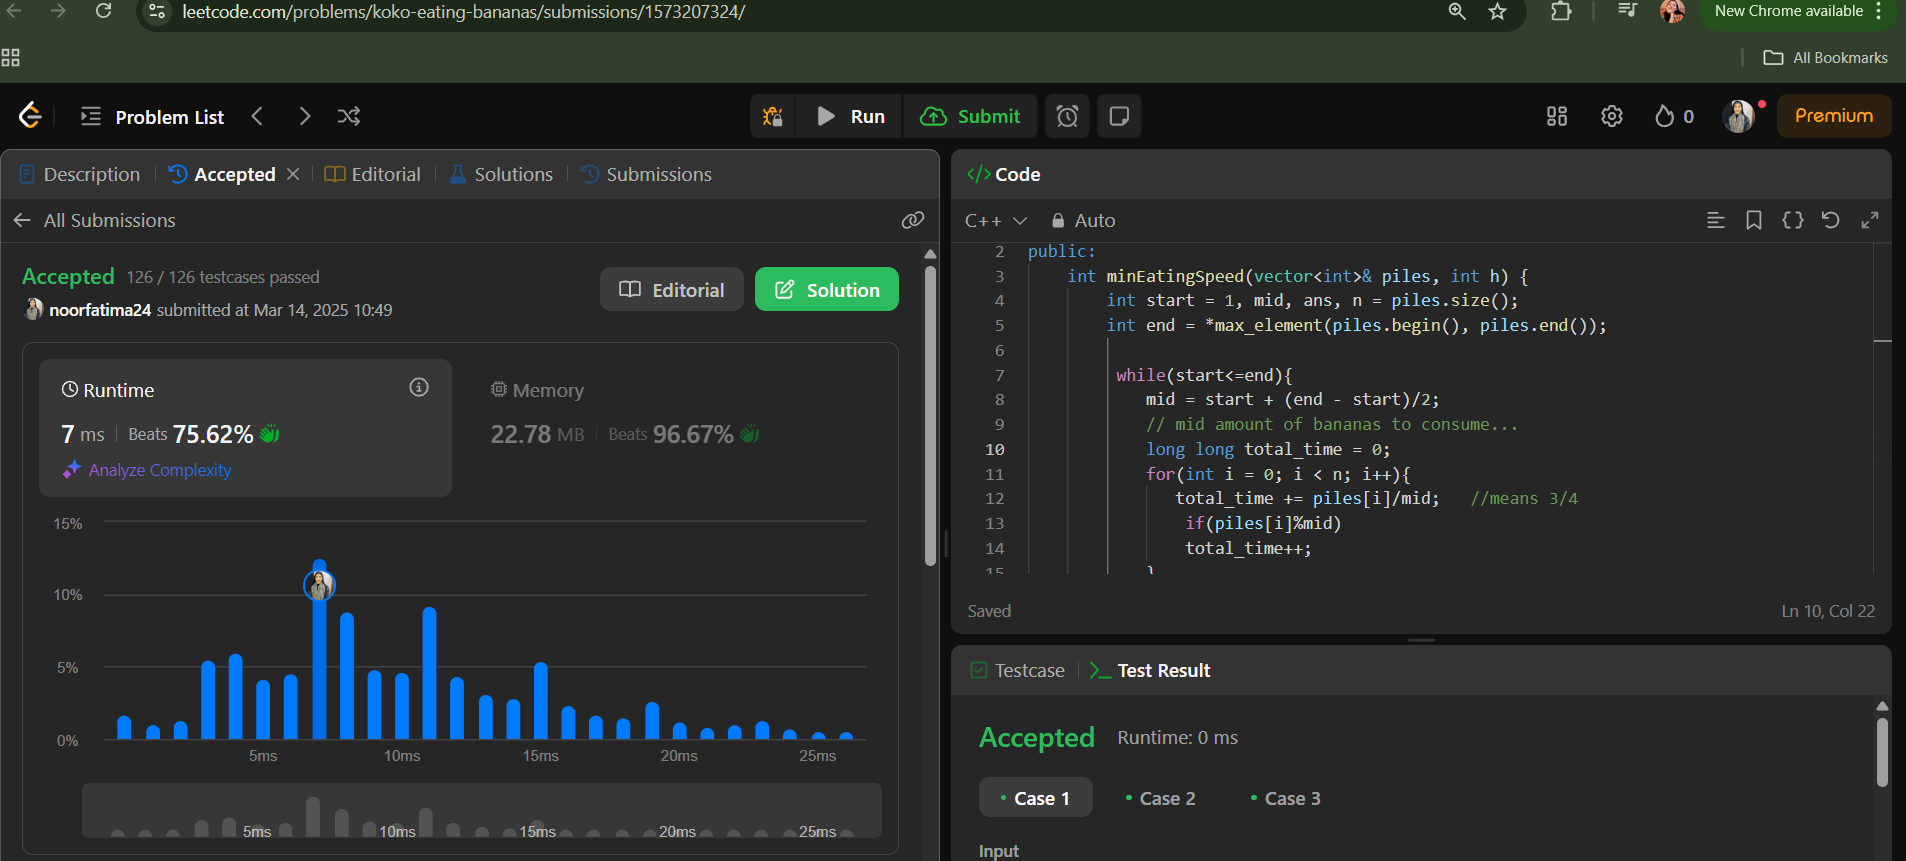 leetcode.com/problems/koko-eating-bananas/submissions/1573207324/
New Chrome available
All Bookmarks
Problem List
Run
Submit
0
Premium
Description
Accepted
Editorial
Solutions
Submissions
All Submissions
Accepted 126 / 126 testcases passed
noorfatima24 submitted at Mar 14, 2025 10:49
Editorial
Solution
Runtime
7 ms Beats 75.62%
Analyze Complexity
Memory
22.78 MB Beats 96.67%
15%
10%
5%
0%
5ms 10ms 15ms 20ms 25ms
5ms 10ms 15ms 20ms 25ms
</> Code
C++ Auto
2 public:
3 int minEatingSpeed(vector<int>& piles, int h) {
4 int start = 1, mid, ans, n = piles.size();
5 int end = *max_element(piles.begin(), piles.end());
6
7 while(start<=end){
8 mid = start + (end - start)/2;
9 // mid amount of bananas to consume...
10 long long total_time = 0;
11 for(int i = 0; i < n; i++){
12 total_time += piles[i]/mid; //means 3/4
13 if(piles[i]%mid)
14 total_time++;
15 }
Saved
Ln 10, Col 22
Testcase
Test Result
Accepted Runtime: 0 ms
Case 1
Case 2
Case 3
Input